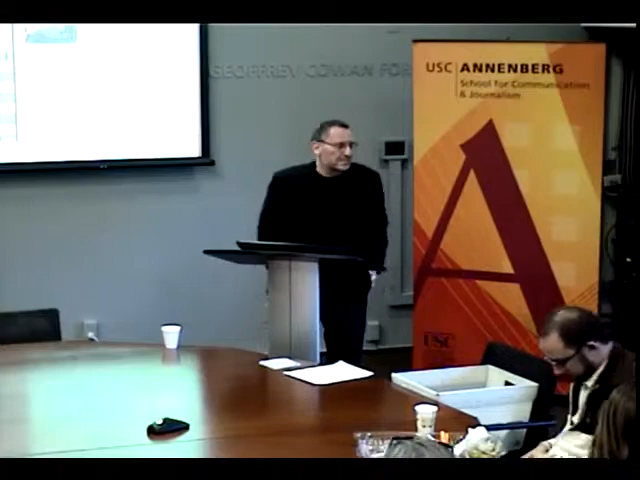 GEOFFREY COWAN FOR
USC ANNENBERG
School for Communication
& Journalism
A
USC